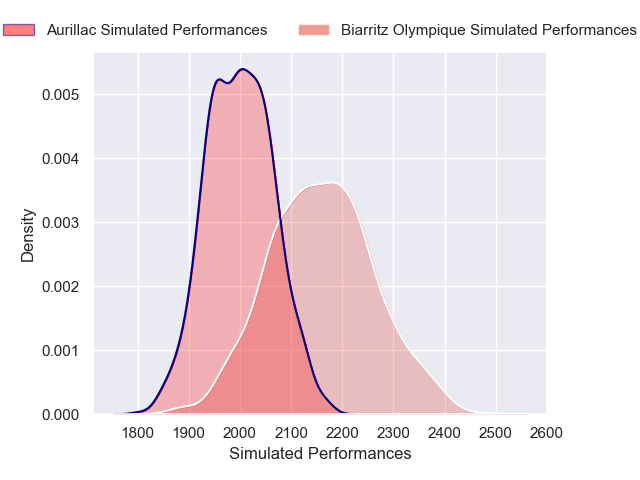 Aurillac Simulated Performances
Biarritz Olympique Simulated Performances
0.005
0.004
0.003
0.002
0.001
0.000
Density
1800 1900 2000 2100 2200 2300 2400 2500 2600
Simulated Performances